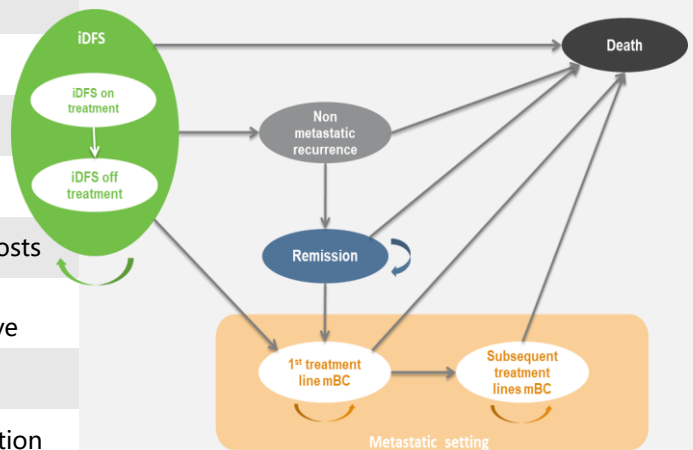 iDFS
Death
iDFS on
treatment
Non
metastatic
recurrence
iDFS off
treatment
osts
Remission
ve
1st treatment
line mBC
Subsequent
treatment
lines mBC
tion
Metastatic setting